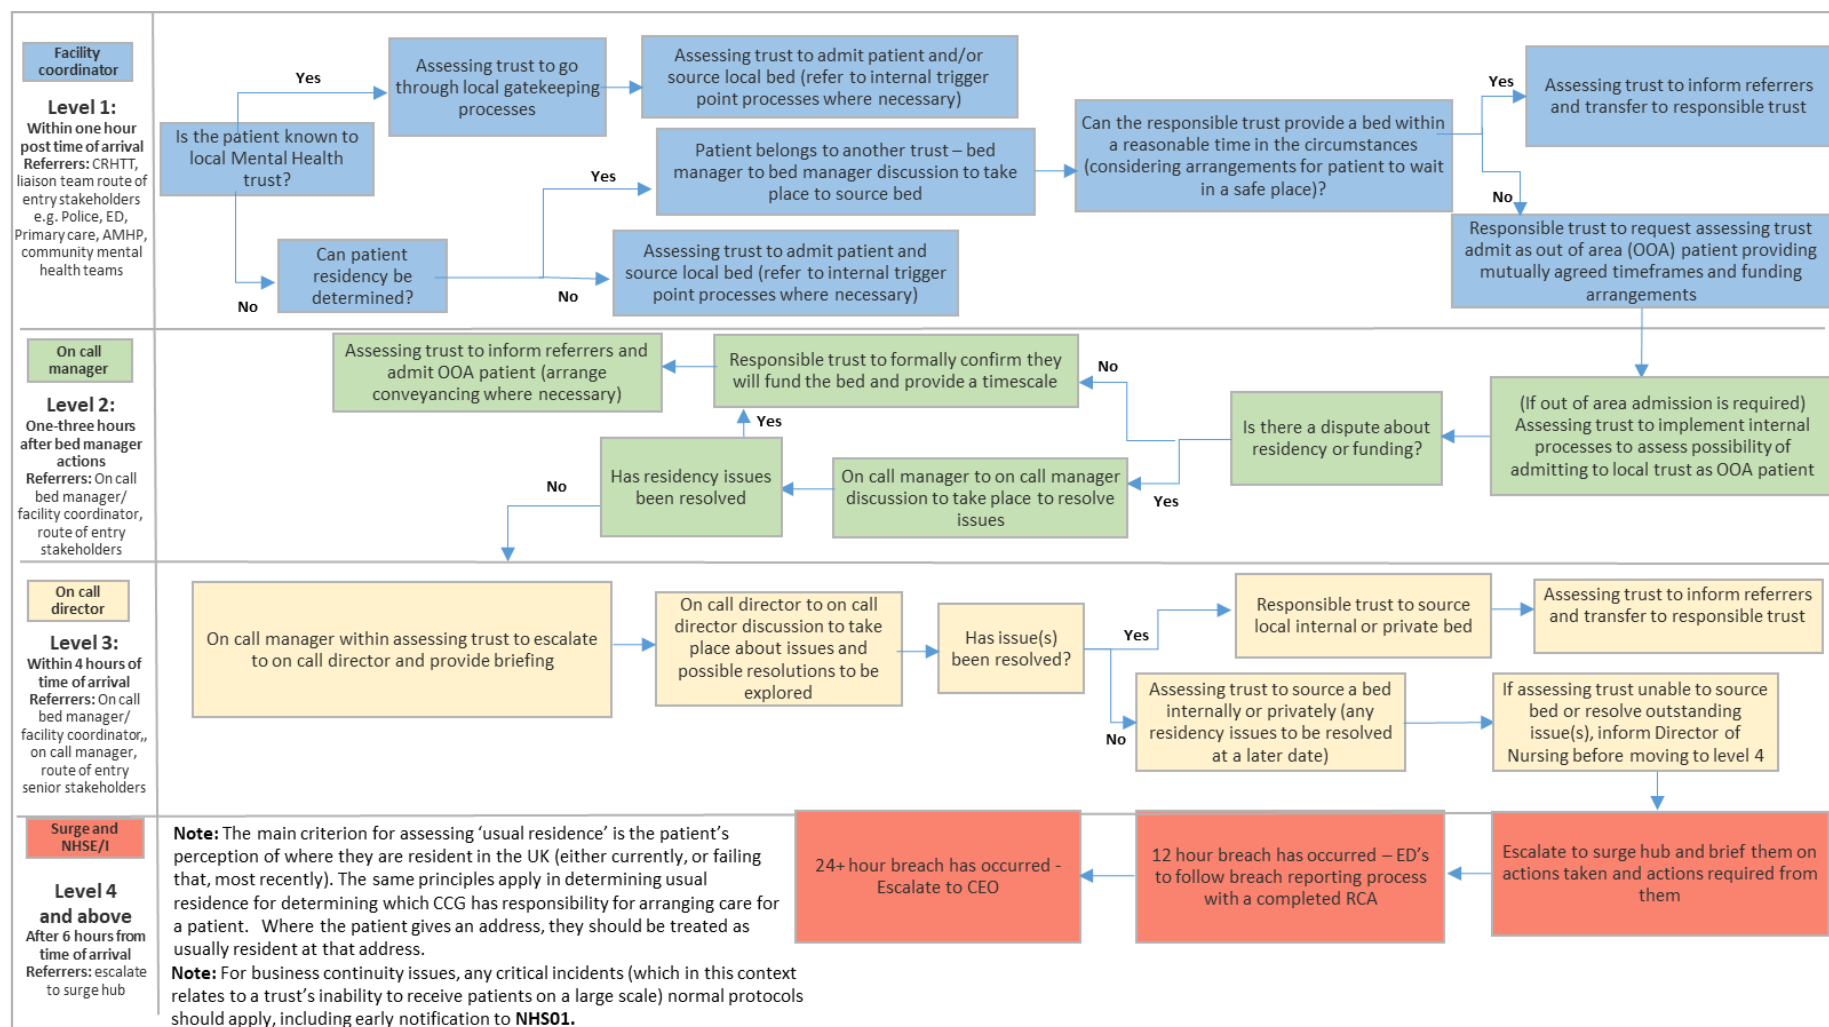 Facility
coordinator
Level 1:
Within one hour
post time of arrival
Referrers: CRHTT,
liaison team route of
entry stakeholders
e.g. Police, ED,
Primary care, AMHP,
community mental
health teams
Is the patient known to
local Mental Health
trust?
Yes
No
Assessing trust to go
through local gatekeeping
processes
Assessing trust to admit patient and/or
source local bed (refer to internal trigger
point processes where necessary)
Can patient
residency be
determined?
Yes
No
Patient belongs to another trust – bed
manager to bed manager discussion to take
place to source bed
Assessing trust to admit patient and
source local bed (refer to internal trigger
point processes where necessary)
Can the responsible trust provide a bed within
a reasonable time in the circumstances
(considering arrangements for patient to wait
in a safe place)?
Yes
No
Assessing trust to inform referrers
and transfer to responsible trust
Responsible trust to request assessing trust
admit as out of area (OOA) patient providing
mutually agreed timeframes and funding
arrangements
On call
manager
Level 2:
One-three hours
after bed manager
actions
Referrers: On call
bed manager/
facility coordinator,
route of entry
stakeholders
(If out of area admission is required)
Assessing trust to implement internal
processes to assess possibility of
admitting to local trust as OOA patient
Is there a dispute about
residency or funding?
No
Yes
Responsible trust to formally confirm they
will fund the bed and provide a timescale
Assessing trust to inform referrers and
admit OOA patient (arrange
conveyancing where necessary)
On call manager to on call manager
discussion to take place to resolve
issues
Has residency issues
been resolved
Yes
No
On call
director
Level 3:
Within 4 hours of
time of arrival
Referrers: On call
bed manager/
facility coordinator,,
on call manager,
route of entry
senior stakeholders
On call manager within assessing trust to escalate
to on call director and provide briefing
On call director to on call
director discussion to take
place about issues and
possible resolutions to be
explored
Has issue(s)
been resolved?
Yes
No
Responsible trust to source
local internal or private bed
Assessing trust to inform referrers
and transfer to responsible trust
Assessing trust to source a bed
internally or privately (any
residency issues to be resolved
at a later date)
If assessing trust unable to source
bed or resolve outstanding
issue(s), inform Director of
Nursing before moving to level 4
Surge and
NHSE/I
Level 4
and above
After 6 hours from
time of arrival
Referrers: escalate
to surge hub
Note: The main criterion for assessing ‘usual residence’ is the patient’s
perception of where they are resident in the UK (either currently, or failing
that, most recently). The same principles apply in determining usual
residence for determining which CCG has responsibility for arranging care for
a patient. Where the patient gives an address, they should be treated as
usually resident at that address.
Note: For business continuity issues, any critical incidents (which in this context
relates to a trust’s inability to receive patients on a large scale) normal protocols
should apply, including early notification to NHS01.
24+ hour breach has occurred -
Escalate to CEO
12 hour breach has occurred – ED’s
to follow breach reporting process
with a completed RCA
Escalate to surge hub and brief them on
actions taken and actions required from
them